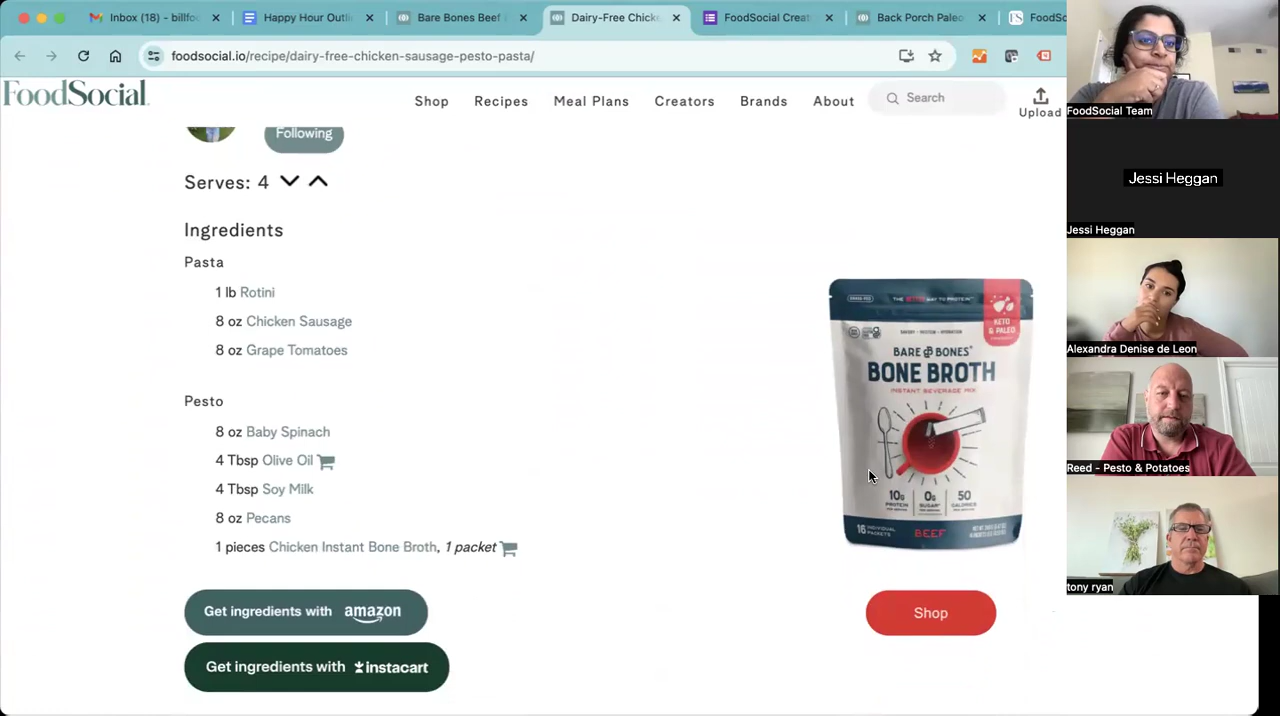 Inbox (18) - billfo
Happy Hour Outli
Bare Bones Beef
Dairy-Free Chick
FoodSocial Creat
Back Porch Paleo
FoodSo
foodsocial.io/recipe/dairy-free-chicken-sausage-pesto-pasta/
FoodSocial.
Shop
Recipes
Meal Plans
Creators
Brands
About
Search
Upload
Following
Serves: 4
Ingredients
Pasta
1 lb Rotini
8 oz Chicken Sausage
8 oz Grape Tomatoes
Pesto
8 oz Baby Spinach
4 Tbsp Olive Oil
4 Tbsp Soy Milk
8 oz Pecans
1 pieces Chicken Instant Bone Broth, 1 packet
Get ingredients with amazon
Get ingredients with instacart
KETO
& PALEO
BARE BONES
BONE BROTH
INSTANT BEVERAGE MIX
10g
0g
50
PROTEIN
SUGAR
CALORIES
16 INDIVIDUAL
PACKETS
BEEF
Shop
FoodSocial Team
Jessi Heggan
Jessi Heggan
Alexandra Denise de Leon
Reed - Pesto & Potatoes
tony ryan